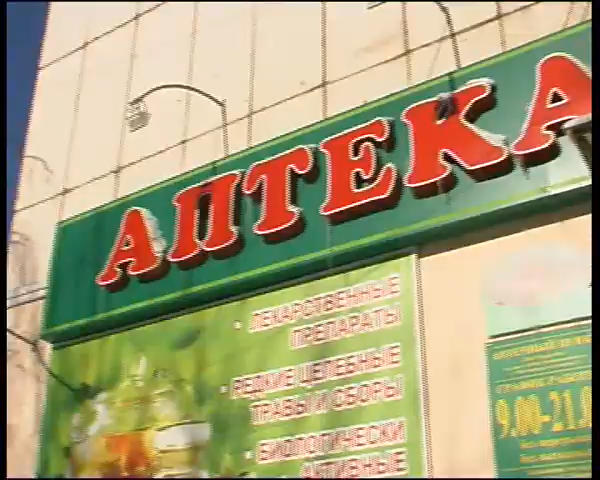 АПТЕКА
• ЛЕКАРСТВЕННЫЕ
ПРЕПАРАТЫ
• РЕДКИЕ ЦЕЛЕБНЫЕ
ТРАВЫ И СБОРЫ
• БИОЛОГИЧЕСКИ
АКТИВНЫЕ
9.00-21.0